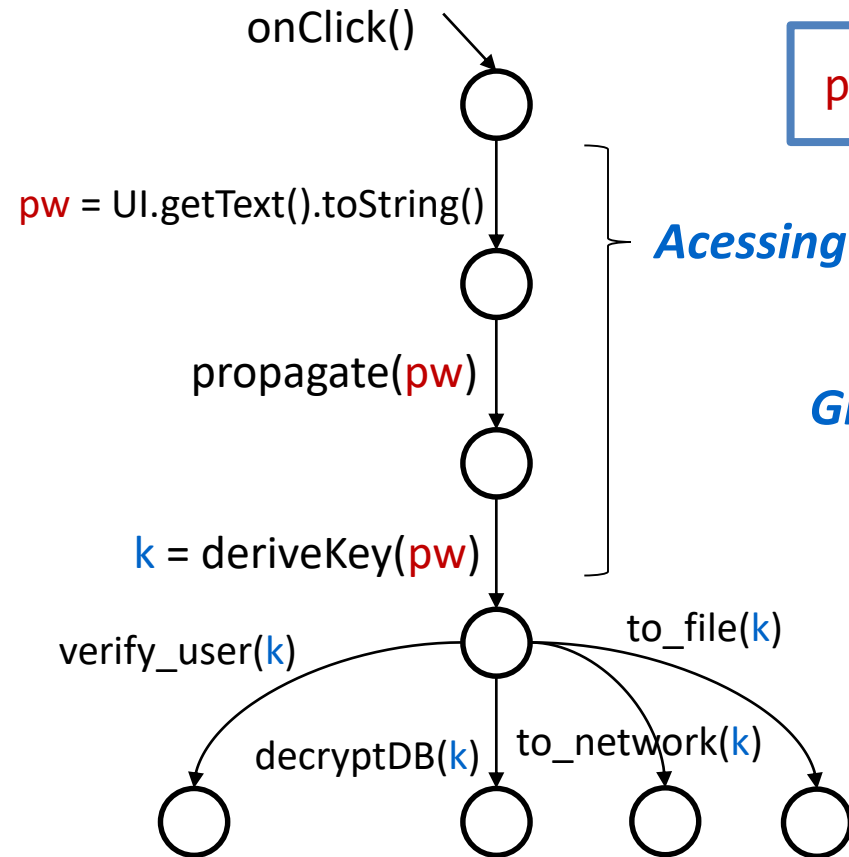 onClick()
pw = UI.getText().toString()
Acessing
propagate(pw)
k = deriveKey(pw)
verify_user(k)
to_file(k)
decryptDB(k)
to_network(k)